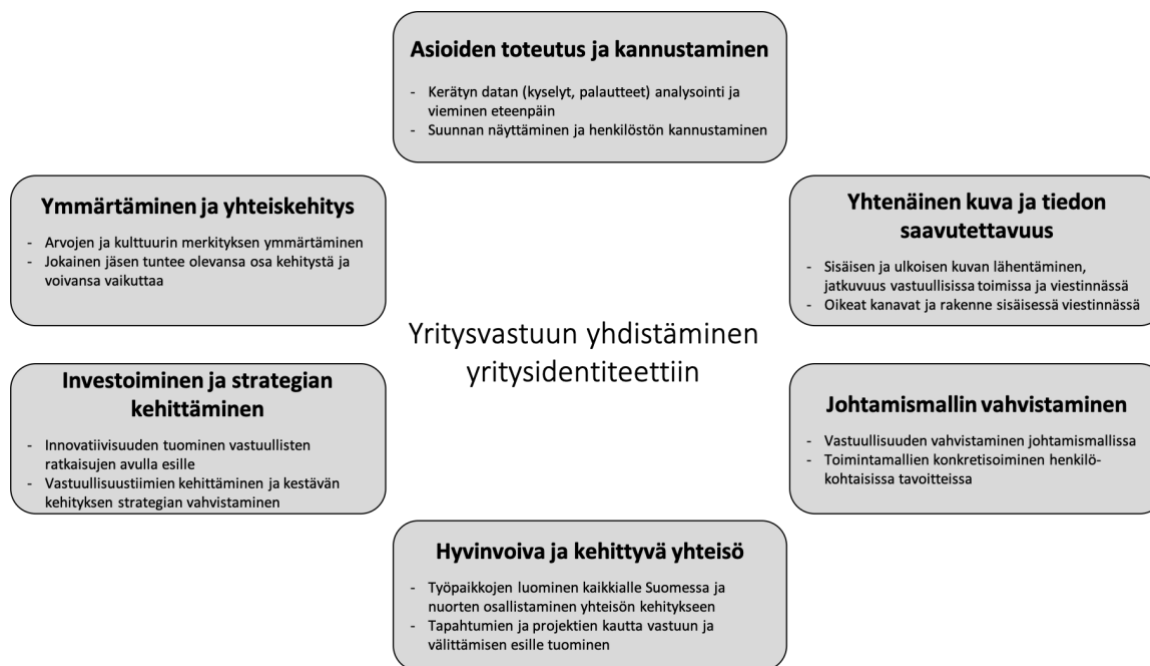 Asioiden toteutus ja kannustaminen
- Kerätyn datan (kyselyt, palautteet) analysointi ja
vieminen eteenpäin
- Suunnan näyttäminen ja henkilöstön kannustaminen
Ymmärtäminen ja yhteiskehitys
- Arvojen ja kulttuurin merkityksen ymmärtäminen
- Jokainen jäsen tuntee olevansa osa kehitystä ja
voivansa vaikuttaa
Yhtenäinen kuva ja tiedon
saavutettavuus
- Sisäisen ja ulkoisen kuvan lähentäminen,
jatkuvuus vastuullisissa toimissa ja viestinnässä
- Oikeat kanavat ja rakenne sisäisessä viestinnässä
Yritysvastuun yhdistäminen
yritysidentiteettiin
Investoiminen ja strategian
kehittäminen
- Innovatiivisuuden tuominen vastuullisten
ratkaisujen avulla esille
- Vastuullisuustiimien kehittäminen ja kestävän
kehityksen strategian vahvistaminen
Johtamismallin vahvistaminen
- Vastuullisuuden vahvistaminen johtamismallissa
- Toimintamallien konkretisoiminen henkilö-
kohtaisissa tavoitteissa
Hyvinvoiva ja kehittyvä yhteisö
- Työpaikkojen luominen kaikkialle Suomessa ja
nuorten osallistaminen yhteisön kehitykseen
- Tapahtumien ja projektien kautta vastuun ja
välittämisen esille tuominen